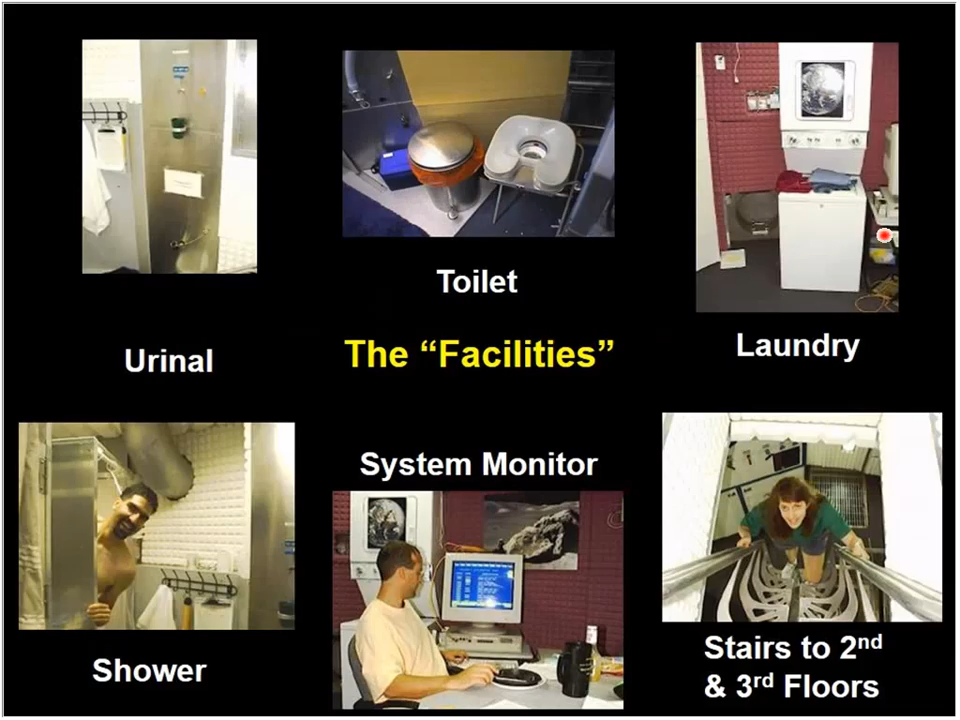 Toilet
Urinal
The “Facilities”
Laundry
System Monitor
Shower
Stairs to 2nd
& 3rd Floors